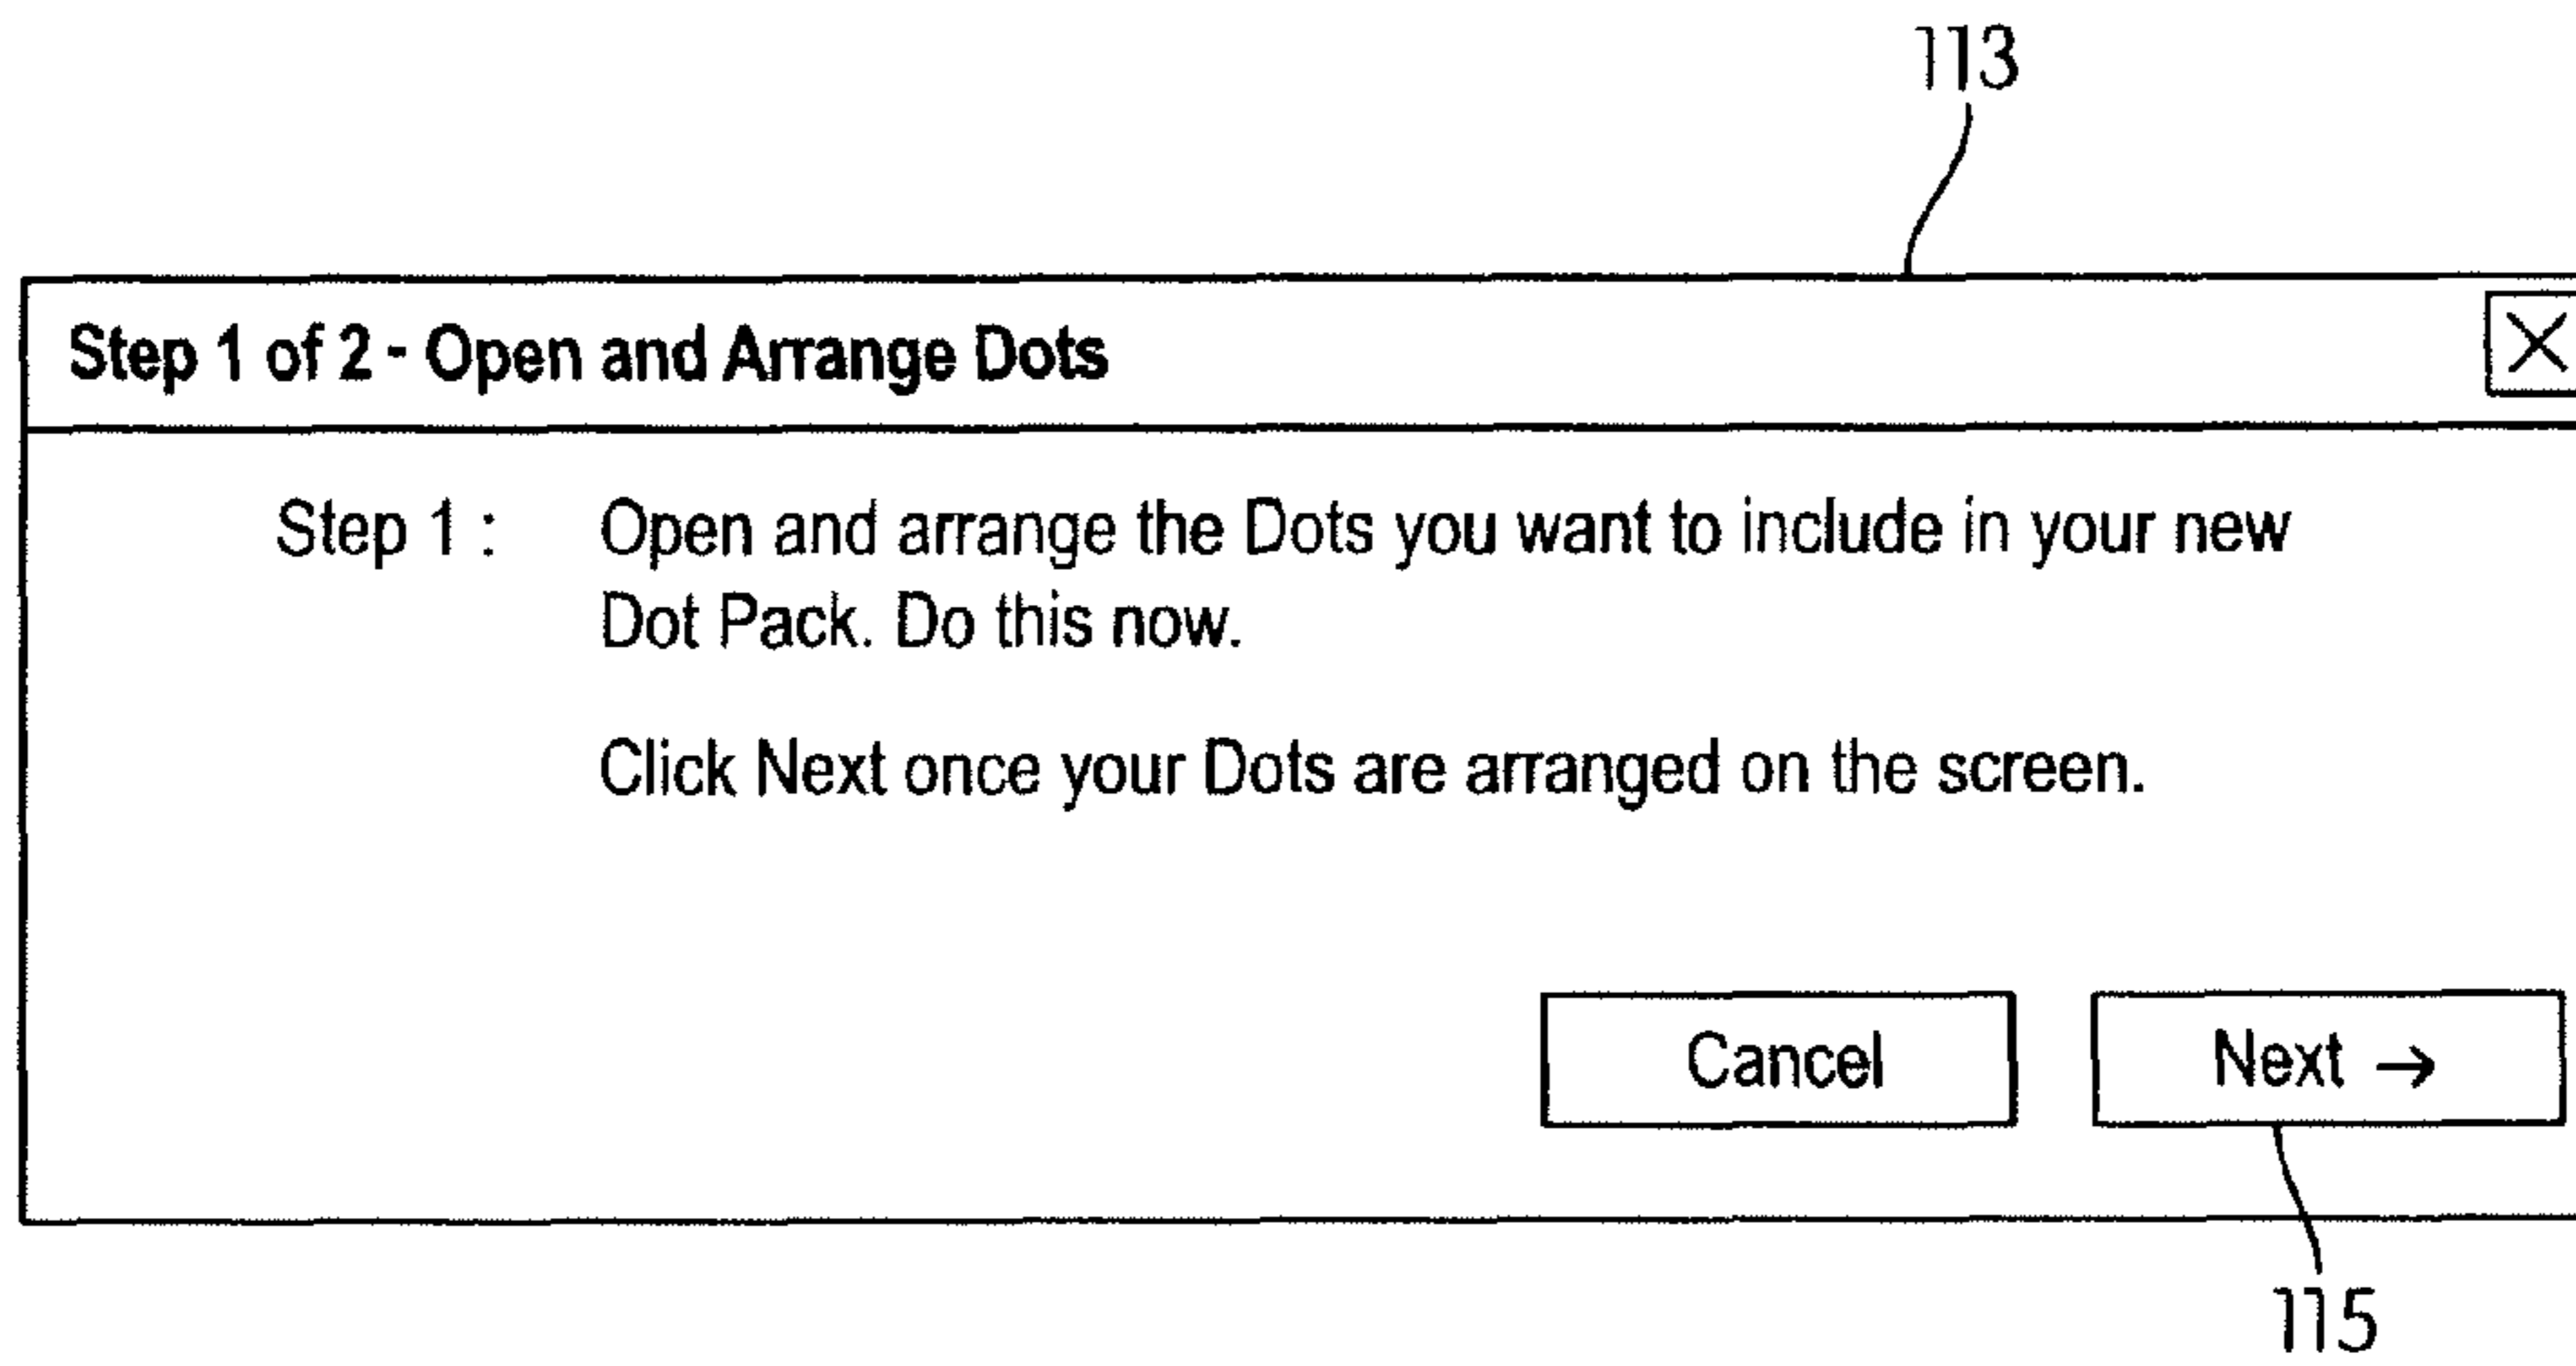 113
Step 1 of 2 - Open and Arrange Dots
Step 1 : Open and arrange the Dots you want to include in your new
Dot Pack. Do this now.
Click Next once your Dots are arranged on the screen.
Cancel Next →
115